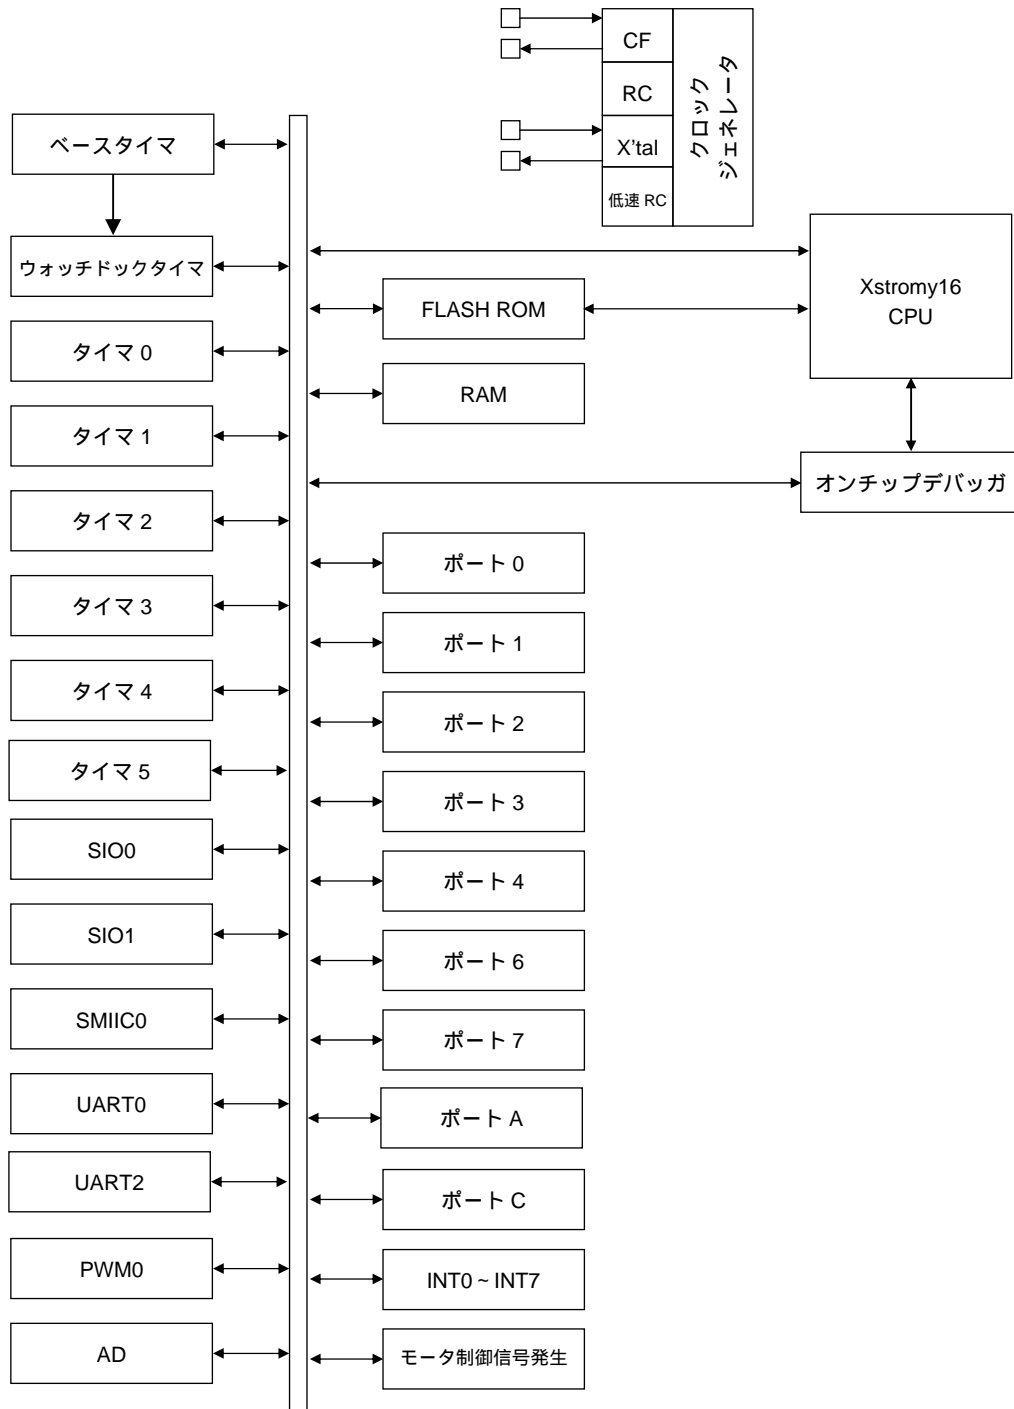 CF
RC
X'tal
低速 RC
クロック
ジェネレータ
ベースタイマ
ウォッチドックタイマ
タイマ 0
タイマ 1
タイマ 2
タイマ 3
タイマ 4
タイマ 5
SIO0
SIO1
SMIIC0
UART0
UART2
PWM0
AD
FLASH ROM
RAM
Xstromy16
CPU
オンチップデバッガ
ポート 0
ポート 1
ポート 2
ポート 3
ポート 4
ポート 6
ポート 7
ポート A
ポート C
INT0 ~ INT7
モータ制御信号発生